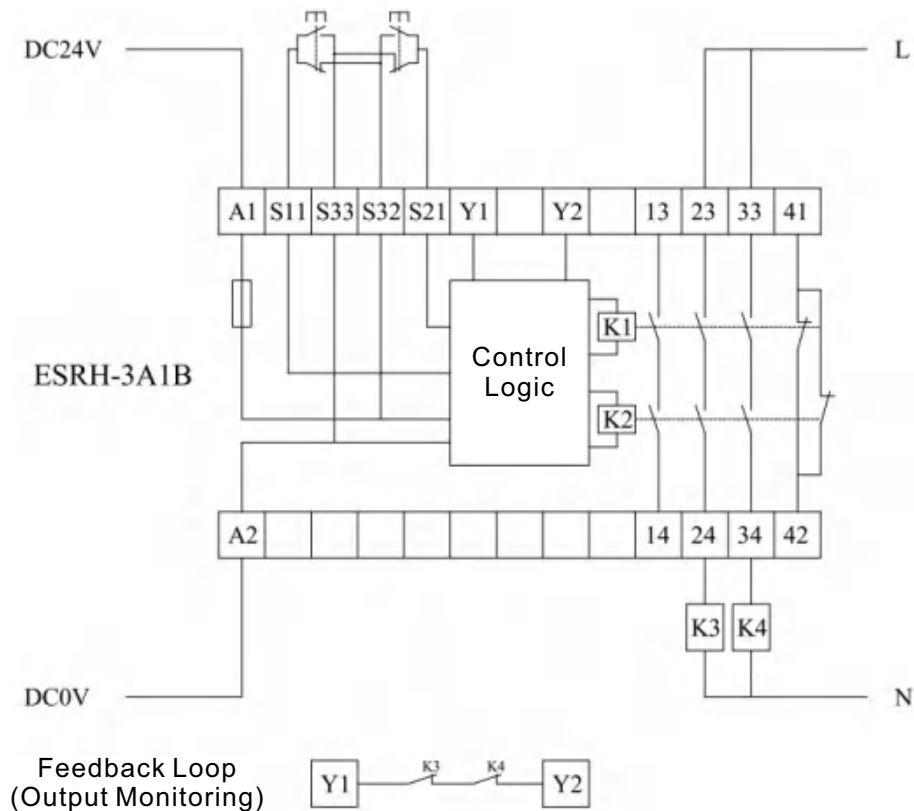 DC24V
L
A1 S11 S33 S32 S21 Y1 Y2 13 23 33 41
K1
Control
Logic
ESRH-3A1B
K2
A2 14 24 34 42
K3 K4
DC0V
N
Feedback Loop
(Output Monitoring)
Y1 K3 K4 Y2